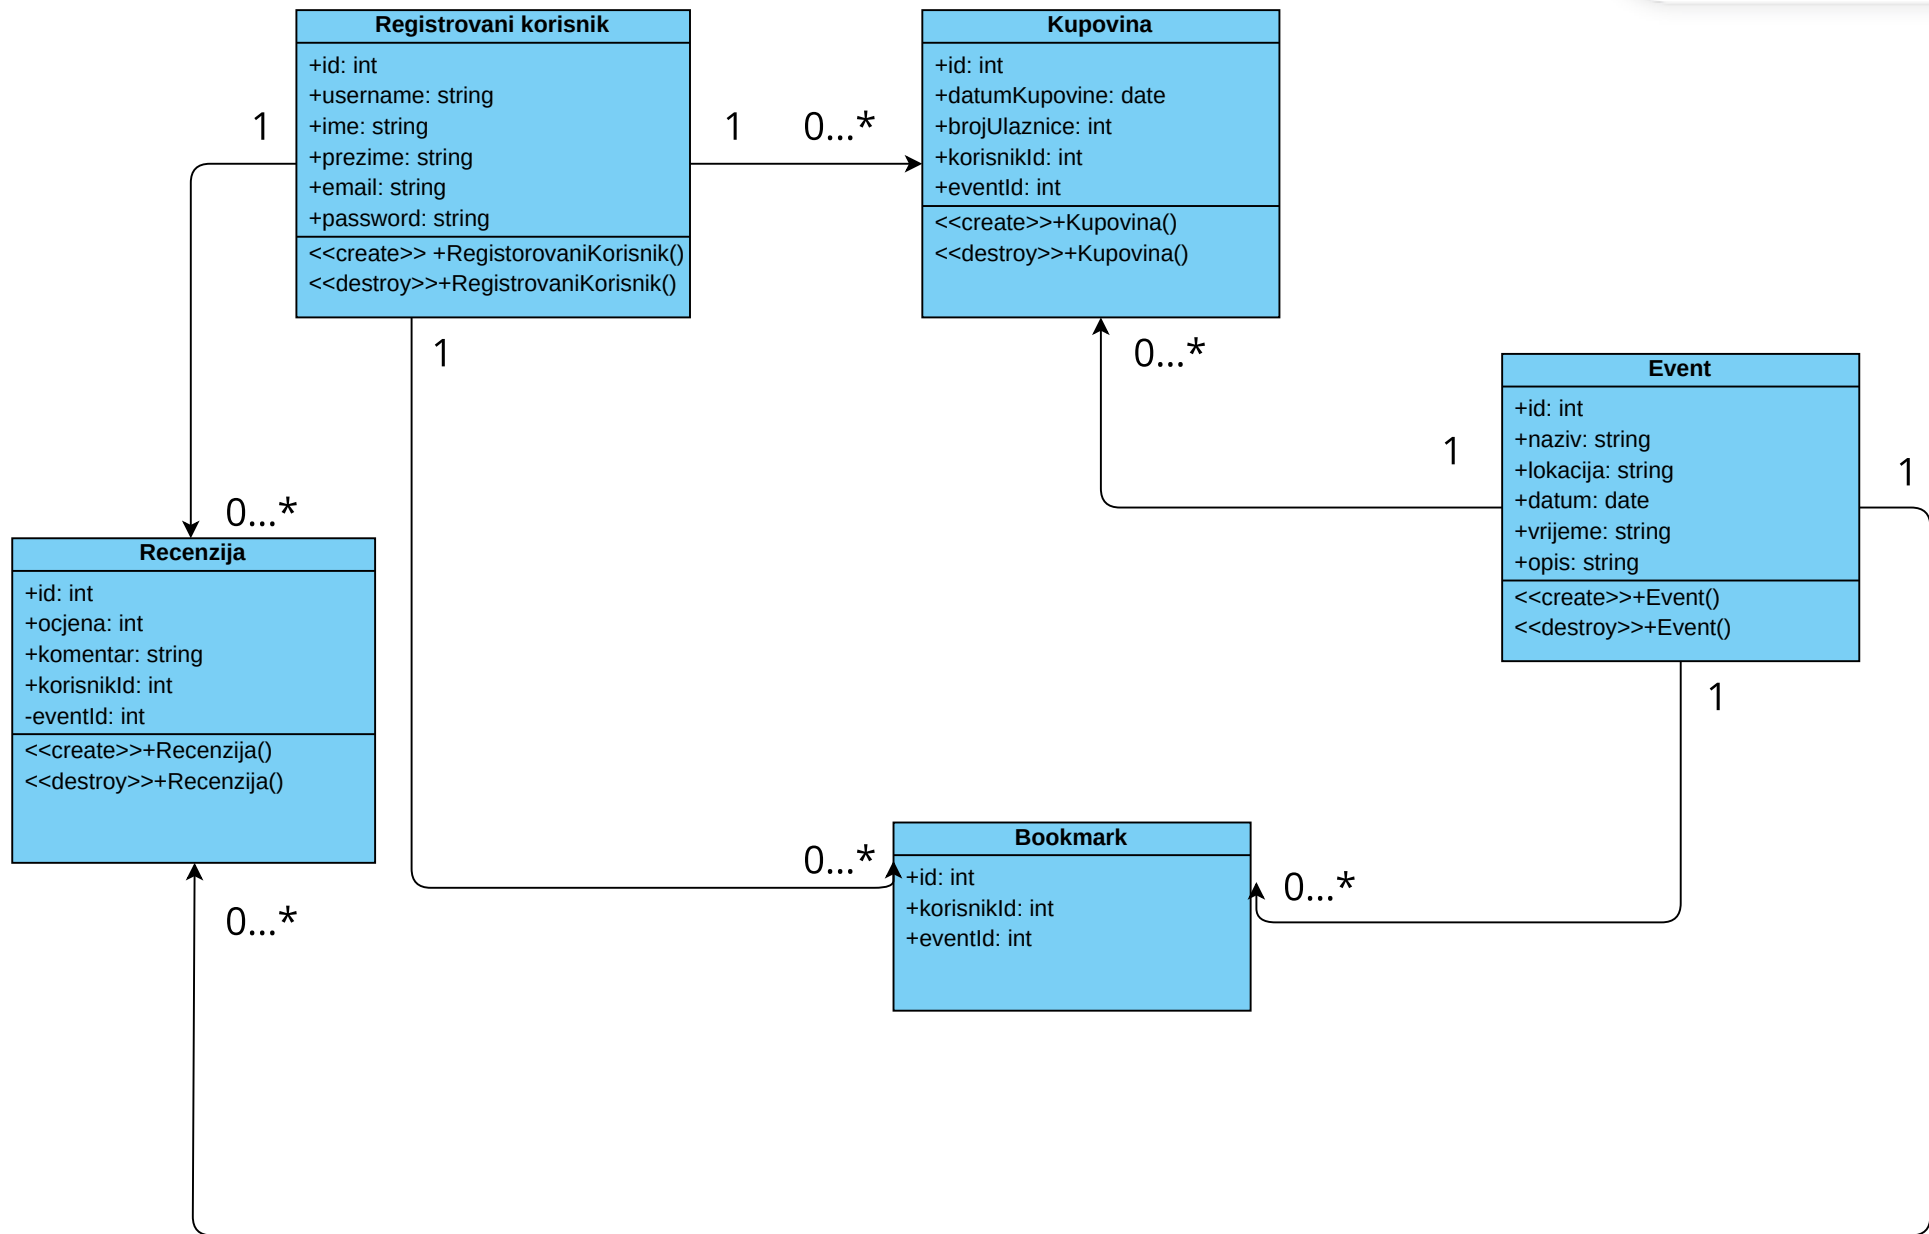 Registrovani korisnik
+id: int
+username: string
+ime: string
+prezime: string
+email: string
+password: string
<<create>> +RegistorovaniKorisnik()
<<destroy>>+RegistrovaniKorisnik()
1
1
0...*
1
Kupovina
+id: int
+datumKupovine: date
+brojUlaznice: int
+korisnikId: int
+eventId: int
<<create>>+Kupovina()
<<destroy>>+Kupovina()
0...*
Event
+id: int
+naziv: string
+lokacija: string
+datum: date
+vrijeme: string
+opis: string
<<create>>+Event()
<<destroy>>+Event()
1
1
1
0...*
Recenzija
+id: int
+ocjena: int
+komentar: string
+korisnikId: int
-eventId: int
<<create>>+Recenzija()
<<destroy>>+Recenzija()
0...*
0...*
Bookmark
+id: int
+korisnikId: int
+eventId: int
0...*